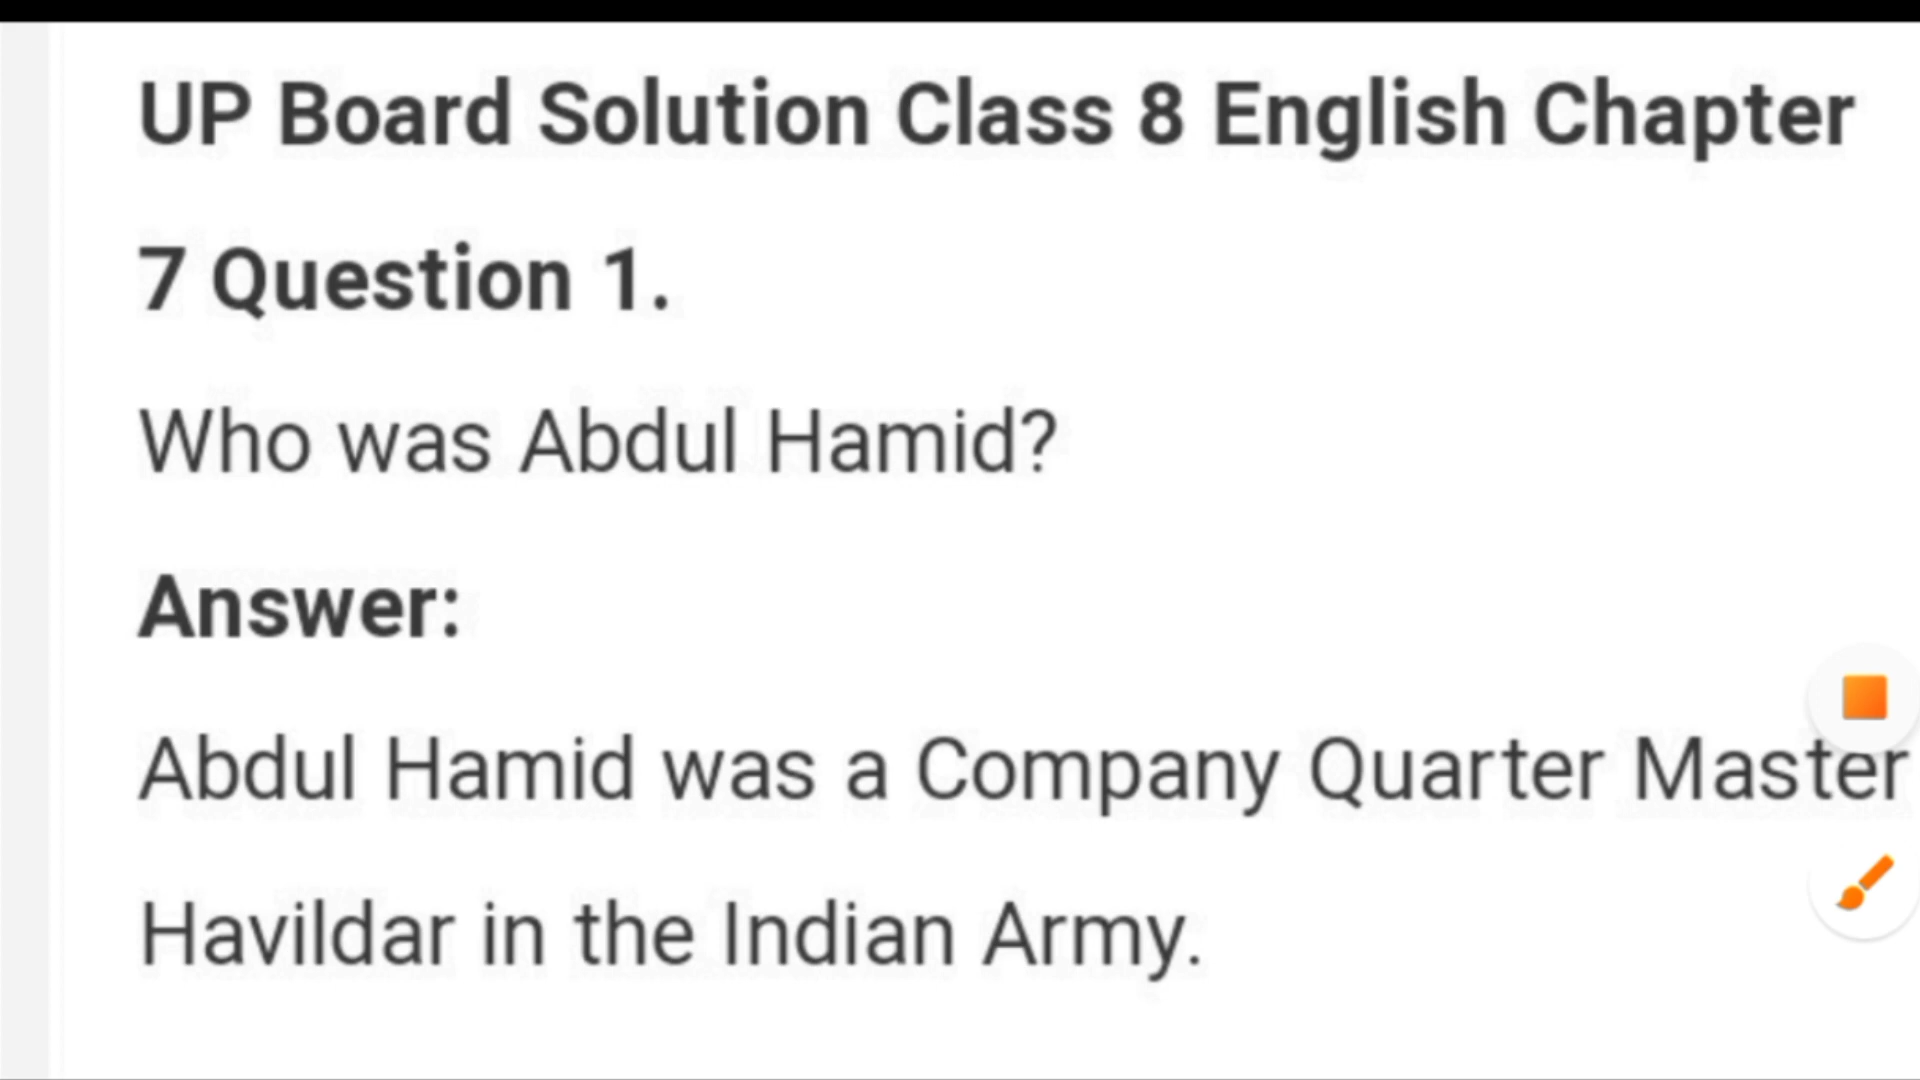 UP Board Solution Class 8 English Chapter
7 Question 1.
Who was Abdul Hamid?
Answer:
Abdul Hamid was a Company Quarter Master
Havildar in the Indian Army.